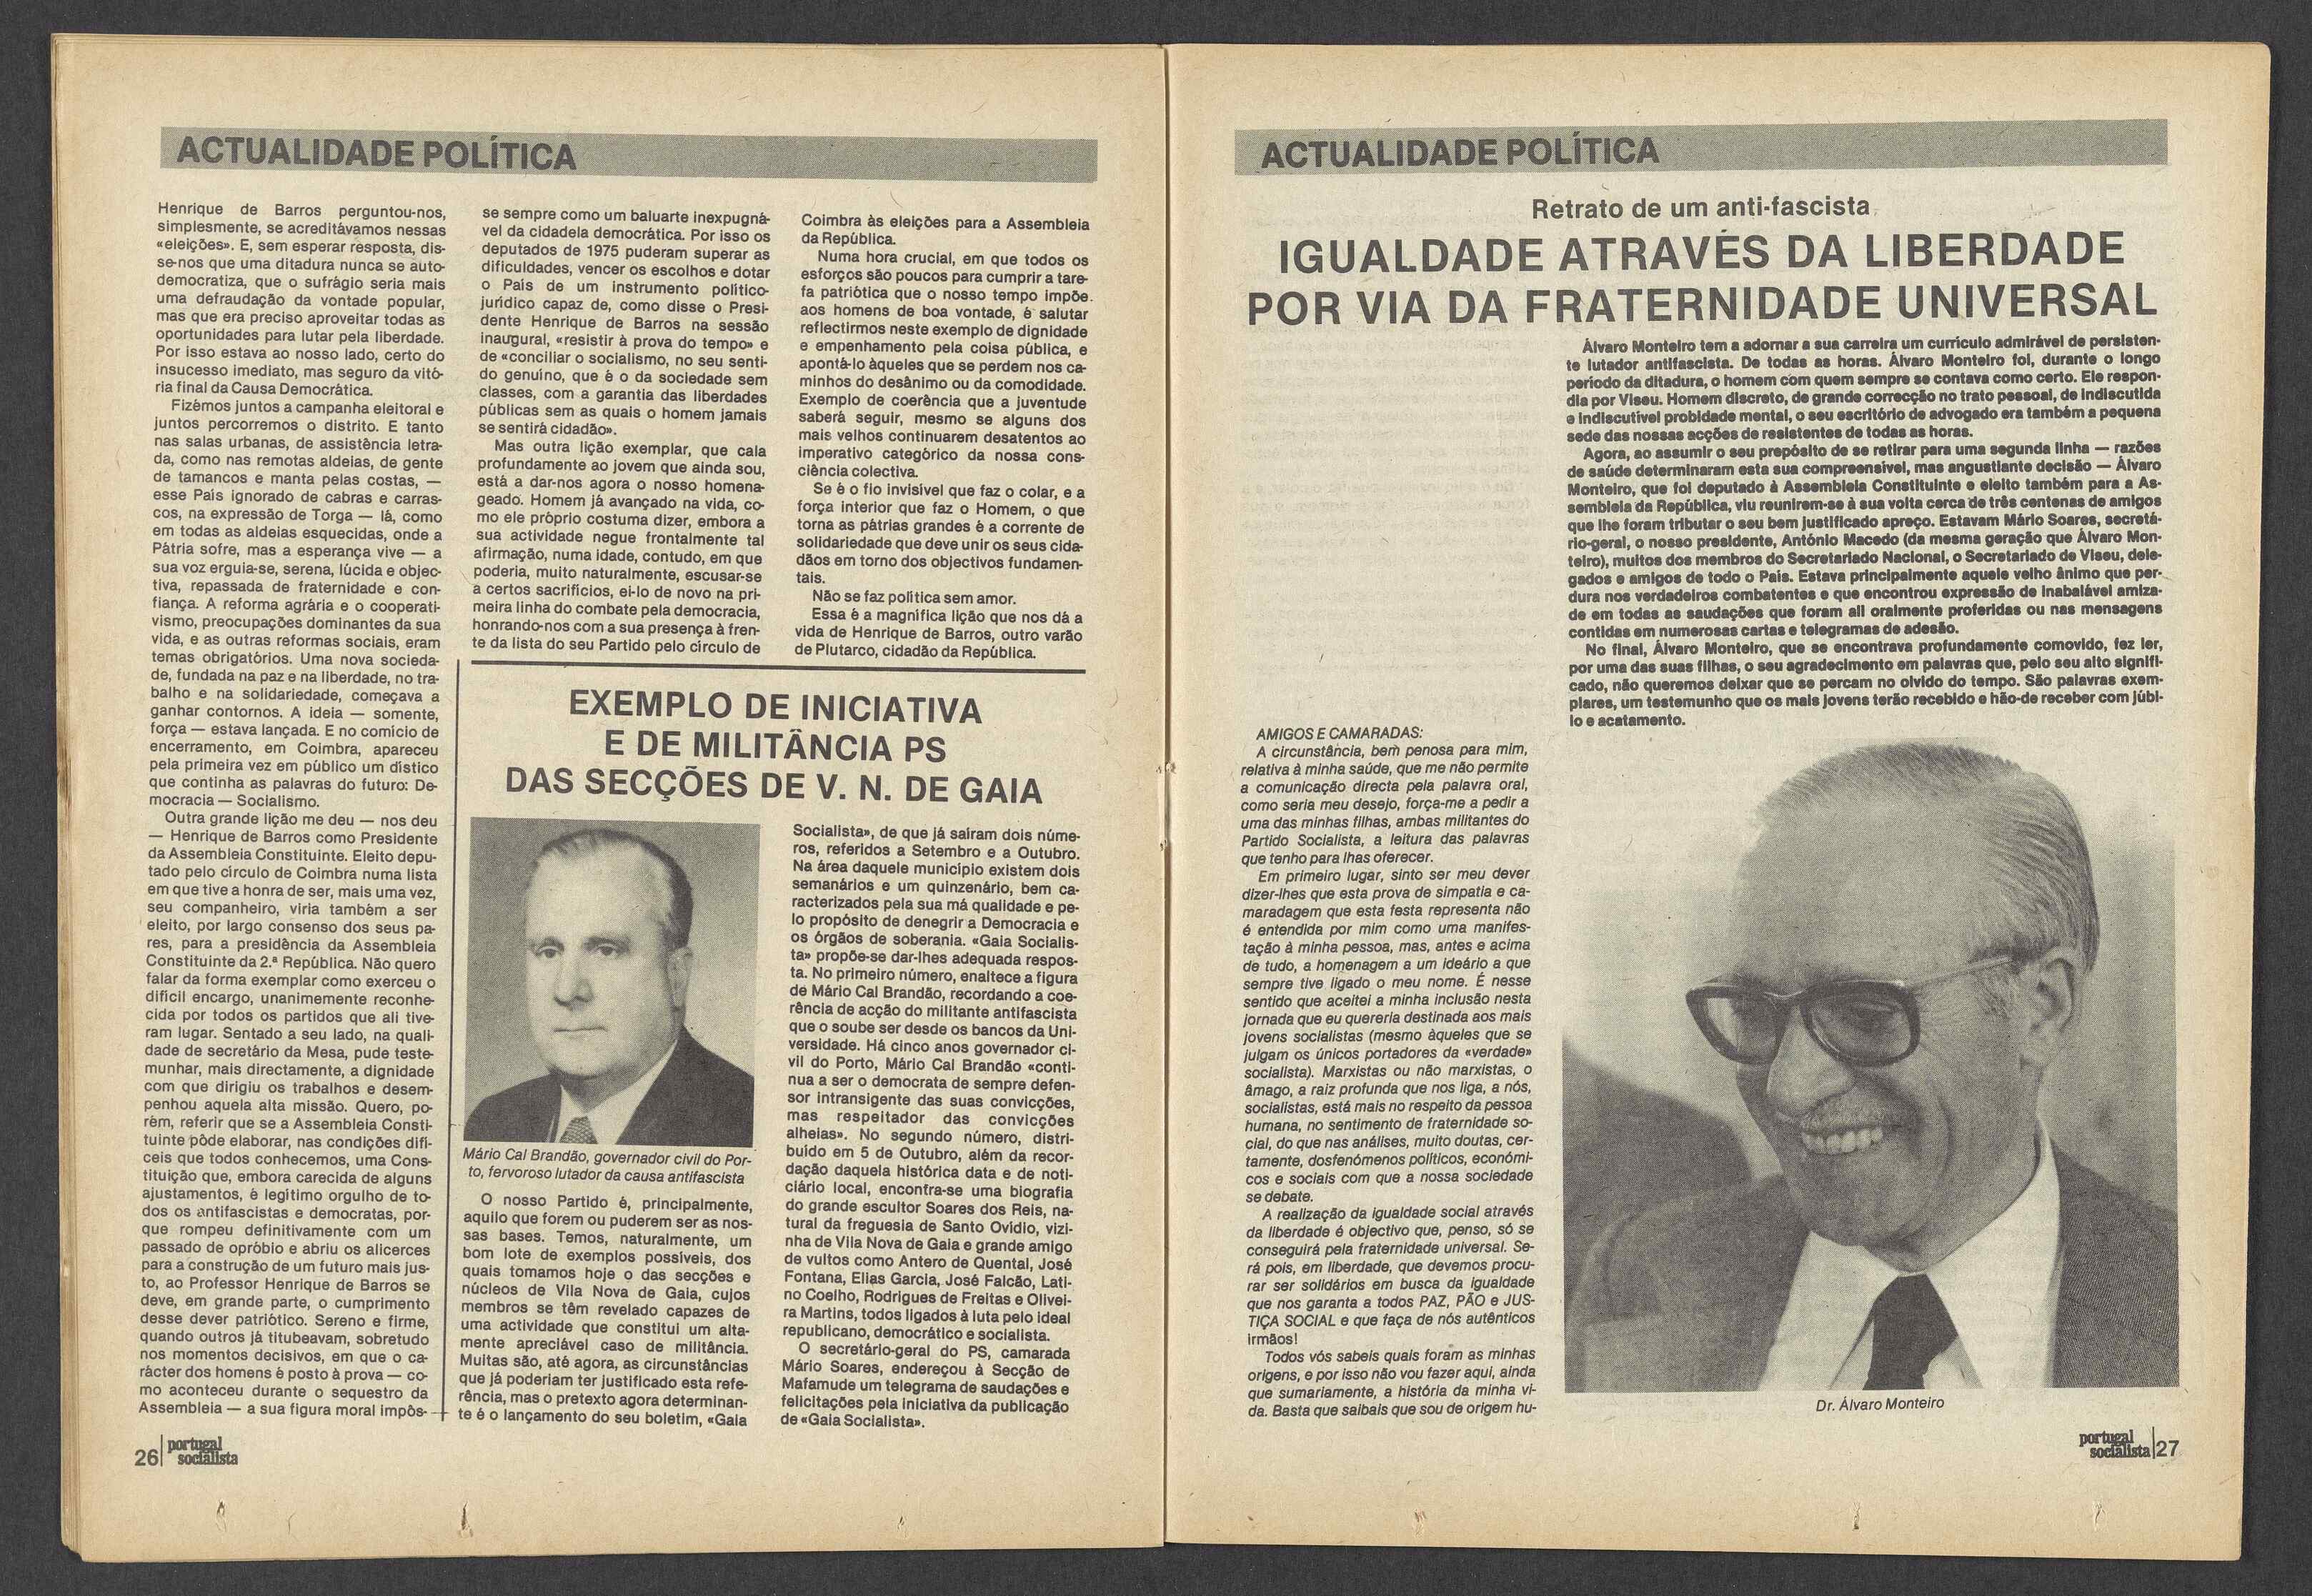 ACTUALIDADE POLÍTICA
Henrique de Barros perguntou-nos,
simplesmente, se acreditávamos nessas
«eleições». E, sem esperar resposta, dis-
se-nos que uma ditadura nunca se auto-
democratiza, que o sufrágio seria mais
uma defraudação da vontade popular,
mas que era preciso aproveitar todas as
oportunidades para lutar pela liberdade.
Por isso estava ao nosso lado, certo do
insucesso imediato, mas seguro da vitó-
ria final da Causa Democrática.
Fizémos juntos a campanha eleitoral e
juntos percorremos o distrito. E tanto
nas salas urbanas, de assistência letra-
da, como nas remotas aldeias, de gente
de tamancos e manta pelas costas, —
esse País ignorado de cabras e carras-
cos, na expressão de Torga — lá, como
em todas as aldeias esquecidas, onde a
Pátria sofre, mas a esperança vive — a
sua voz erguia-se, serena, lúcida e objec-
tiva, repassada de fraternidade e con-
fiança. A reforma agrária e o cooperati-
vismo, preocupações dominantes da sua
vida, e as outras reformas sociais, eram
temas obrigatórios. Uma nova socieda-
de, fundada na paz e na liberdade, no tra-
balho e na solidariedade, começava a
ganhar contornos. A ideia — somente,
força — estava lançada. E no comício de
encerramento, em Coimbra, apareceu
pela primeira vez em público um dístico
que continha as palavras do futuro: De-
mocracia — Socialismo.
Outra grande lição me deu — nos deu
— Henrique de Barros como Presidente
da Assembleia Constituinte. Eleito depu-
tado pelo círculo de Coimbra numa lista
em que tive a honra de ser, mais uma vez,
seu companheiro, viria também a ser
eleito, por largo consenso dos seus pa-
res, para a presidência da Assembleia
Constituinte da 2.ª República. Não quero
falar da forma exemplar como exerceu o
difícil encargo, unanimemente reconhe-
cida por todos os partidos que ali tive-
ram lugar. Sentado a seu lado, na quali-
dade de secretário da Mesa, pude teste-
munhar, mais directamente, a dignidade
com que dirigiu os trabalhos e desem-
penhou aquela alta missão. Quero, po-
rém, referir que se a Assembleia Consti-
tuinte pôde elaborar, nas condições difí-
ceis que todos conhecemos, uma Cons-
tituição que, embora carecida de alguns
ajustamentos, é legítimo orgulho de to-
dos os antifascistas e democratas, por-
que rompeu definitivamente com um
passado de opróbio e abriu os alicerces
para a construção de um futuro mais jus-
to, ao Professor Henrique de Barros se
deve, em grande parte, o cumprimento
desse dever patriótico. Sereno e firme,
quando outros já titubeavam, sobretudo
nos momentos decisivos, em que o ca-
rácter dos homens é posto à prova — co-
mo aconteceu durante o sequestro da
Assembleia — a sua figura moral impôs-
se sempre como um baluarte inexpugná-
vel da cidadela democrática. Por isso os
deputados de 1975 puderam superar as
dificuldades, vencer os escolhos e dotar
o País de um instrumento político-
jurídico capaz de, como disse o Presi-
dente Henrique de Barros na sessão
inaugural, «resistir à prova do tempo» e
de «conciliar o socialismo, no seu senti-
do genuíno, que é o da sociedade sem
classes, com a garantia das liberdades
públicas sem as quais o homem jamais
se sentirá cidadão».
Mas outra lição exemplar, que cala
profundamente ao jovem que ainda sou,
está a dar-nos agora o nosso homena-
geado. Homem já avançado na vida, co-
mo ele próprio costuma dizer, embora a
sua actividade negue frontalmente tal
afirmação, numa idade, contudo, em que
poderia, muito naturalmente, escusar-se
a certos sacrifícios, ei-lo de novo na pri-
meira linha do combate pela democracia,
honrando-nos com a sua presença à fren-
te da lista do seu Partido pelo círculo de
Coimbra às eleições para a Assembleia
da República.
Numa hora crucial, em que todos os
esforços são poucos para cumprir a tare-
fa patriótica que o nosso tempo impõe.
aos homens de boa vontade, é salutar
reflectirmos neste exemplo de dignidade
e empenhamento pela coisa pública, e
apontá-lo àqueles que se perdem nos ca-
minhos do desânimo ou da comodidade.
Exemplo de coerência que a juventude
saberá seguir, mesmo se alguns dos
mais velhos continuarem desatentos ao
imperativo categórico da nossa cons-
ciência colectiva.
Se é o fio invisível que faz o colar, e a
força interior que faz o Homem, o que
torna as pátrias grandes é a corrente de
solidariedade que deve unir os seus cida-
dãos em torno dos objectivos fundamen-
tais.
Não se faz política sem amor.
Essa é a magnífica lição que nos dá a
vida de Henrique de Barros, outro varão
de Plutarco, cidadão da República.
EXEMPLO DE INICIATIVA
E DE MILITÂNCIA PS
DAS SECÇÕES DE V. N. DE GAIA
Mário Cal Brandão, governador civil do Por-
to, fervoroso lutador da causa antifascista
O nosso Partido é, principalmente,
aquilo que forem ou puderem ser as nos-
sas bases. Temos, naturalmente, um
bom lote de exemplos possíveis, dos
quais tomamos hoje o das secções e
núcleos de Vila Nova de Gaia, cujos
membros se têm revelado capazes de
uma actividade que constitui um alta-
mente apreciável caso de militância.
Muitas são, até agora, as circunstâncias
que já poderiam ter justificado esta refe-
rência, mas o pretexto agora determinan-
te é o lançamento do seu boletim, «Gaia
Socialista», de que já saíram dois núme-
ros, referidos a Setembro e a Outubro.
Na área daquele município existem dois
semanários e um quinzenário, bem ca-
racterizados pela sua má qualidade e pe-
lo propósito de denegrir a Democracia e
os órgãos de soberania. «Gaia Socialis-
ta» propõe-se dar-lhes adequada respos-
ta. No primeiro número, enaltece a figura
de Mário Cal Brandão, recordando a coe-
rência de acção do militante antifascista
que o soube ser desde os bancos da Uni-
versidade. Há cinco anos governador ci-
vil do Porto, Mário Cal Brandão «conti-
nua a ser o democrata de sempre defen-
sor intransigente das suas convicções,
mas respeitador das convicções
alheias». No segundo número, distri-
buído em 5 de Outubro, além da recor-
dação daquela histórica data e de noti-
ciário local, encontra-se uma biografia
do grande escultor Soares dos Reis, na-
tural da freguesia de Santo Ovídio, vizi-
nha de Vila Nova de Gaia e grande amigo
de vultos como Antero de Quental, José
Fontana, Elias Garcia, José Falcão, Lati-
no Coelho, Rodrigues de Freitas e Olivei-
ra Martins, todos ligados à luta pelo ideal
republicano, democrático e socialista.
O secretário-geral do PS, camarada
Mário Soares, endereçou à Secção de
Mafamude um telegrama de saudações e
felicitações pela iniciativa da publicação
de «Gaia Socialista».
26 portugal
socialista
ACTUALIDADE POLÍTICA
Retrato de um anti-fascista
IGUALDADE ATRAVÉS DA LIBERDADE
POR VIA DA FRATERNIDADE UNIVERSAL
Álvaro Monteiro tem a adornar a sua carreira um currículo admirável de persisten-
te lutador antifascista. De todas as horas. Álvaro Monteiro foi, durante o longo
período da ditadura, o homem com quem sempre se contava como certo. Ele respon-
dia por Viseu. Homem discreto, de grande correcção no trato pessoal, de indiscutida
e indiscutível probidade mental, o seu escritório de advogado era também a pequena
sede das nossas acções de resistentes de todas as horas.
Agora, ao assumir o seu prepósito de se retirar para uma segunda linha — razões
de saúde determinaram esta sua compreensível, mas angustiante decisão — Álvaro
Monteiro, que foi deputado à Assembleia Constituinte e eleito também para a As-
sembleia da República, viu reunirem-se à sua volta cerca de três centenas de amigos
que lhe foram tributar o seu bem justificado apreço. Estavam Mário Soares, secretá-
rio-geral, o nosso presidente, António Macedo (da mesma geração que Álvaro Mon-
teiro), muitos dos membros do Secretariado Nacional, o Secretariado de Viseu, dele-
gados e amigos de todo o País. Estava principalmente aquele velho ânimo que per-
dura nos verdadeiros combatentes e que encontrou expressão de inabalável amiza-
de em todas as saudações que foram ali oralmente proferidas ou nas mensagens
contidas em numerosas cartas e telegramas de adesão.
No final, Álvaro Monteiro, que se encontrava profundamente comovido, fez ler,
por uma das suas filhas, o seu agradecimento em palavras que, pelo seu alto signifi-
cado, não queremos deixar que se percam no olvido do tempo. São palavras exem-
plares, um testemunho que os mais jovens terão recebido e hão-de receber com júbi-
lo e acatamento.
AMIGOS E CAMARADAS:
A circunstância, bem penosa para mim,
relativa à minha saúde, que me não permite
a comunicação directa pela palavra oral,
como seria meu desejo, força-me a pedir a
uma das minhas filhas, ambas militantes do
Partido Socialista, a leitura das palavras
que tenho para lhas oferecer.
Em primeiro lugar, sinto ser meu dever
dizer-lhes que esta prova de simpatia e ca-
maradagem que esta festa representa não
é entendida por mim como uma manifes-
tação à minha pessoa, mas, antes e acima
de tudo, a homenagem a um ideário a que
sempre tive ligado o meu nome. É nesse
sentido que aceitei a minha inclusão nesta
jornada que eu quereria destinada aos mais
jovens socialistas (mesmo àqueles que se
julgam os únicos portadores da «verdade»
socialista). Marxistas ou não marxistas, o
âmago, a raiz profunda que nos liga, a nós,
socialistas, está mais no respeito da pessoa
humana, no sentimento de fraternidade so-
cial, do que nas análises, muito doutas, cer-
tamente, dosfenómenos políticos, económi-
cos e sociais com que a nossa sociedade
se debate.
A realização da igualdade social através
da liberdade é objectivo que, penso, só se
conseguirá pela fraternidade universal. Se-
rá pois, em liberdade, que devemos procu-
rar ser solidários em busca da igualdade
que nos garanta a todos PAZ, PÃO e JUS-
TIÇA SOCIAL e que faça de nós autênticos
irmãos!
Todos vós sabeis quais foram as minhas
origens, e por isso não vou fazer aqui, ainda
que sumariamente, a história da minha vi-
da. Basta que saibais que sou de origem hu-
Dr. Álvaro Monteiro
portugal
socialista 27